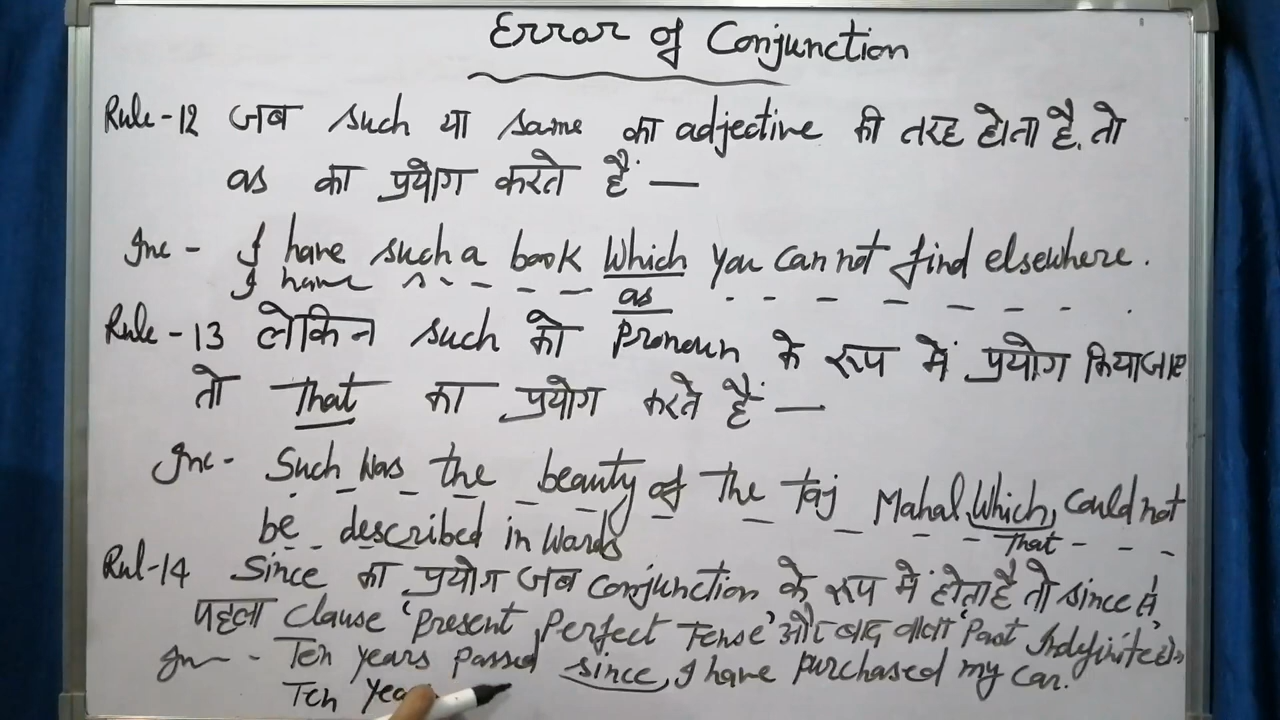 Error of Conjunction
Rule-12 जब such या same का adjective की तरह होता है, तो
as का प्रयोग करते हैं —
Inc - I have such a book which you can not find elsewhere.
I have s - - - - - as - - - - - - - - .
Rule-13 लेकिन such को Pronoun के रूप में प्रयोग किया जाए
तो That का प्रयोग करते हैं —
Inc- Such was the beauty of the Taj Mahal, which, could not
That - - -
be described in words
Rul-14 Since का प्रयोग जब conjunction के रूप में होता है तो since से
पहला clause 'Present Perfect Tense' और बाद वाला 'Past Indefinite'
In - Ten years passed since I have purchased my car.
Ten yea